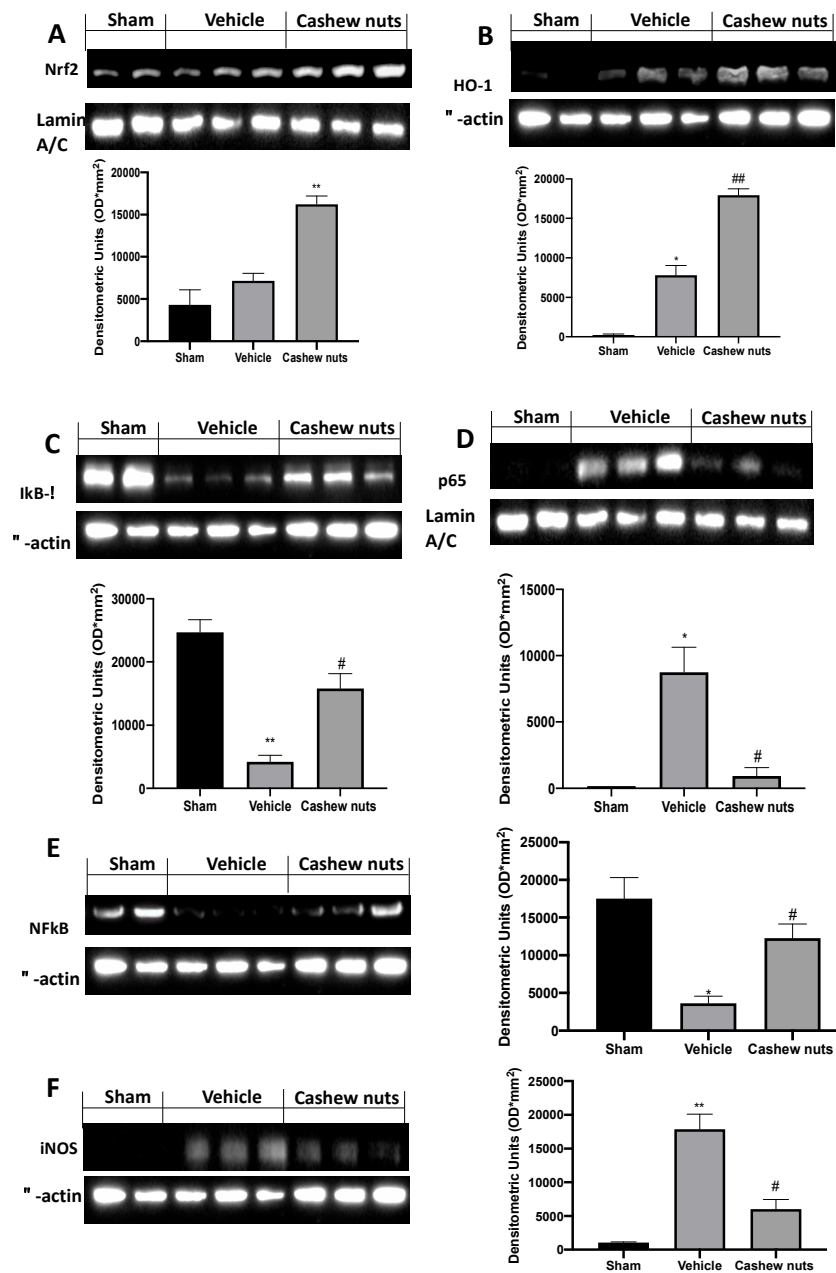 A
Sham Vehicle Cashew nuts
Nrf2
Lamin
A/C
Densitometric Units (OD*mm²)
20000
15000
10000
5000
0
**
Sham Vehicle Cashew nuts
B
Sham Vehicle Cashew nuts
HO-1
" -actin
Densitometric Units (OD*mm²)
20000
15000
10000
5000
0
*
##
Sham Vehicle Cashew nuts
C
Sham Vehicle Cashew nuts
IkB-!
" -actin
Densitometric Units (OD*mm²)
30000
20000
10000
0
**
#
Sham Vehicle Cashew nuts
D
Sham Vehicle Cashew nuts
p65
Lamin
A/C
Densitometric Units (OD*mm²)
15000
10000
5000
0
*
#
Sham Vehicle Cashew nuts
E
Sham Vehicle Cashew nuts
NFkB
" -actin
Densitometric Units (OD*mm²)
25000
20000
15000
10000
5000
0
*
#
Sham Vehicle Cashew nuts
F
Sham Vehicle Cashew nuts
iNOS
" -actin
Densitometric Units (OD*mm²)
25000
20000
15000
10000
5000
0
**
#
Sham Vehicle Cashew nuts